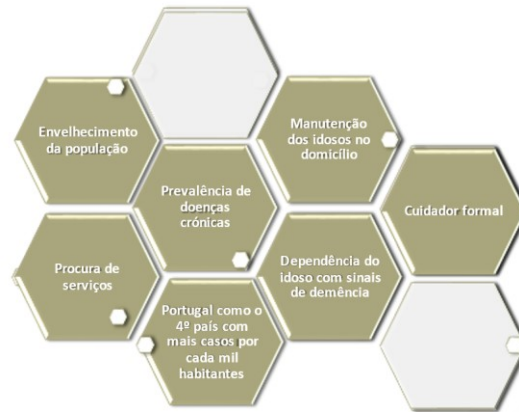 Envelhecimento
da população
Manutenção
dos idosos no
domicílio
Prevalência de
doenças
crónicas
Cuidador formal
Procura de
serviços
Dependência do
idoso com sinais
de demência
Portugal como o
4º país com
mais casos por
cada mil
habitantes